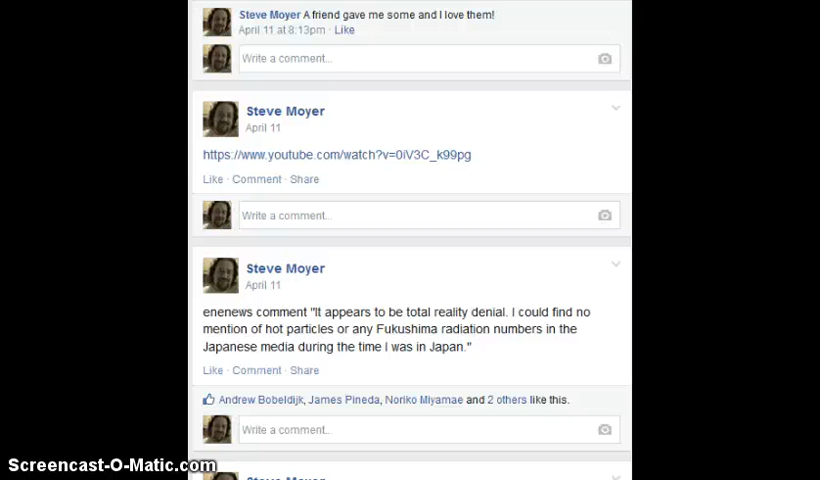 Steve Moyer A friend gave me some and I love them!
April 11 at 8:13pm · Like
Write a comment...
Steve Moyer
April 11
https://www.youtube.com/watch?v=0iV3C_k99pg
Like · Comment · Share
Write a comment...
Steve Moyer
April 11
enenews comment "It appears to be total reality denial. I could find no
mention of hot particles or any Fukushima radiation numbers in the
Japanese media during the time I was in Japan."
Like · Comment · Share
Andrew Bobeldijk, James Pineda, Noriko Miyamae and 2 others like this.
Write a comment...
Screencast-O-Matic.com
Steve Moyer